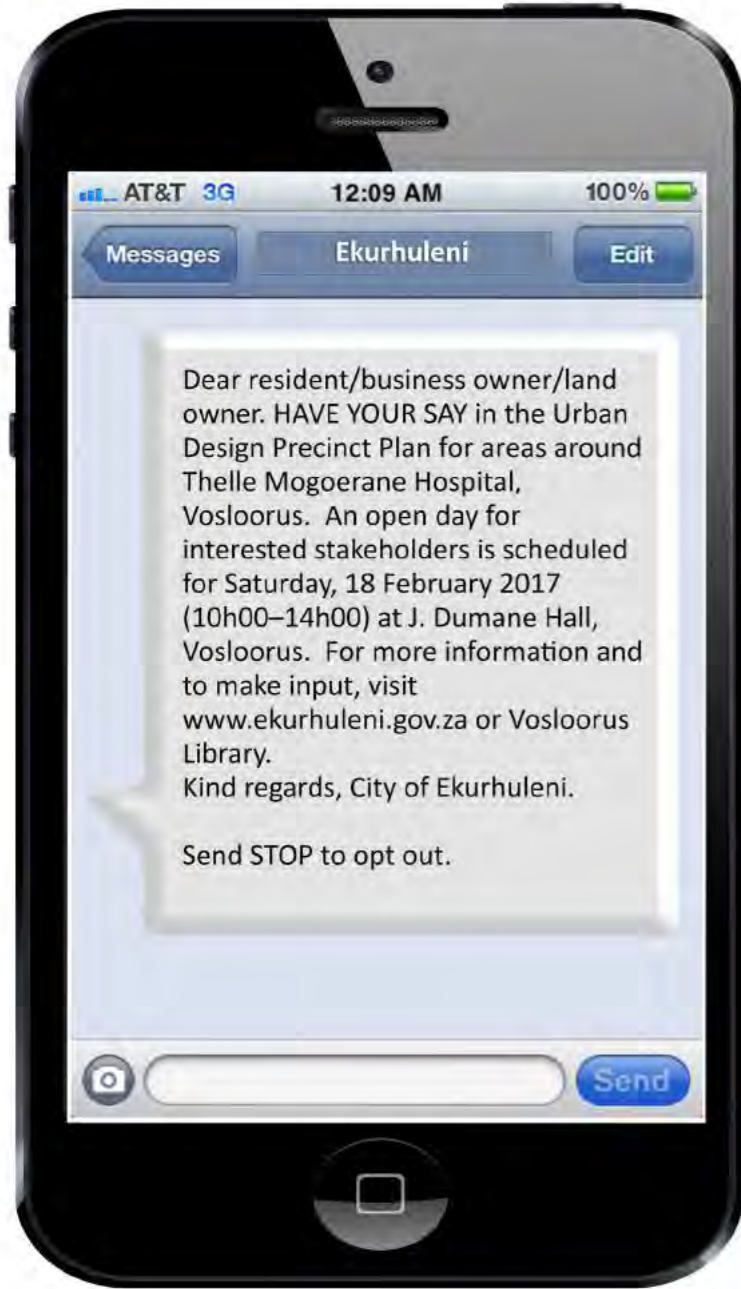 AT&T 3G 12:09 AM 100%
Messages Ekurhuleni Edit
Dear resident/business owner/land
owner. HAVE YOUR SAY in the Urban
Design Precinct Plan for areas around
Thelle Mogoerane Hospital,
Vosloorus.  An open day for
interested stakeholders is scheduled
for Saturday, 18 February 2017
(10h00–14h00) at J. Dumane Hall,
Vosloorus.  For more information and
to make input, visit
www.ekurhuleni.gov.za or Vosloorus
Library.
Kind regards, City of Ekurhuleni.
Send STOP to opt out.
Send